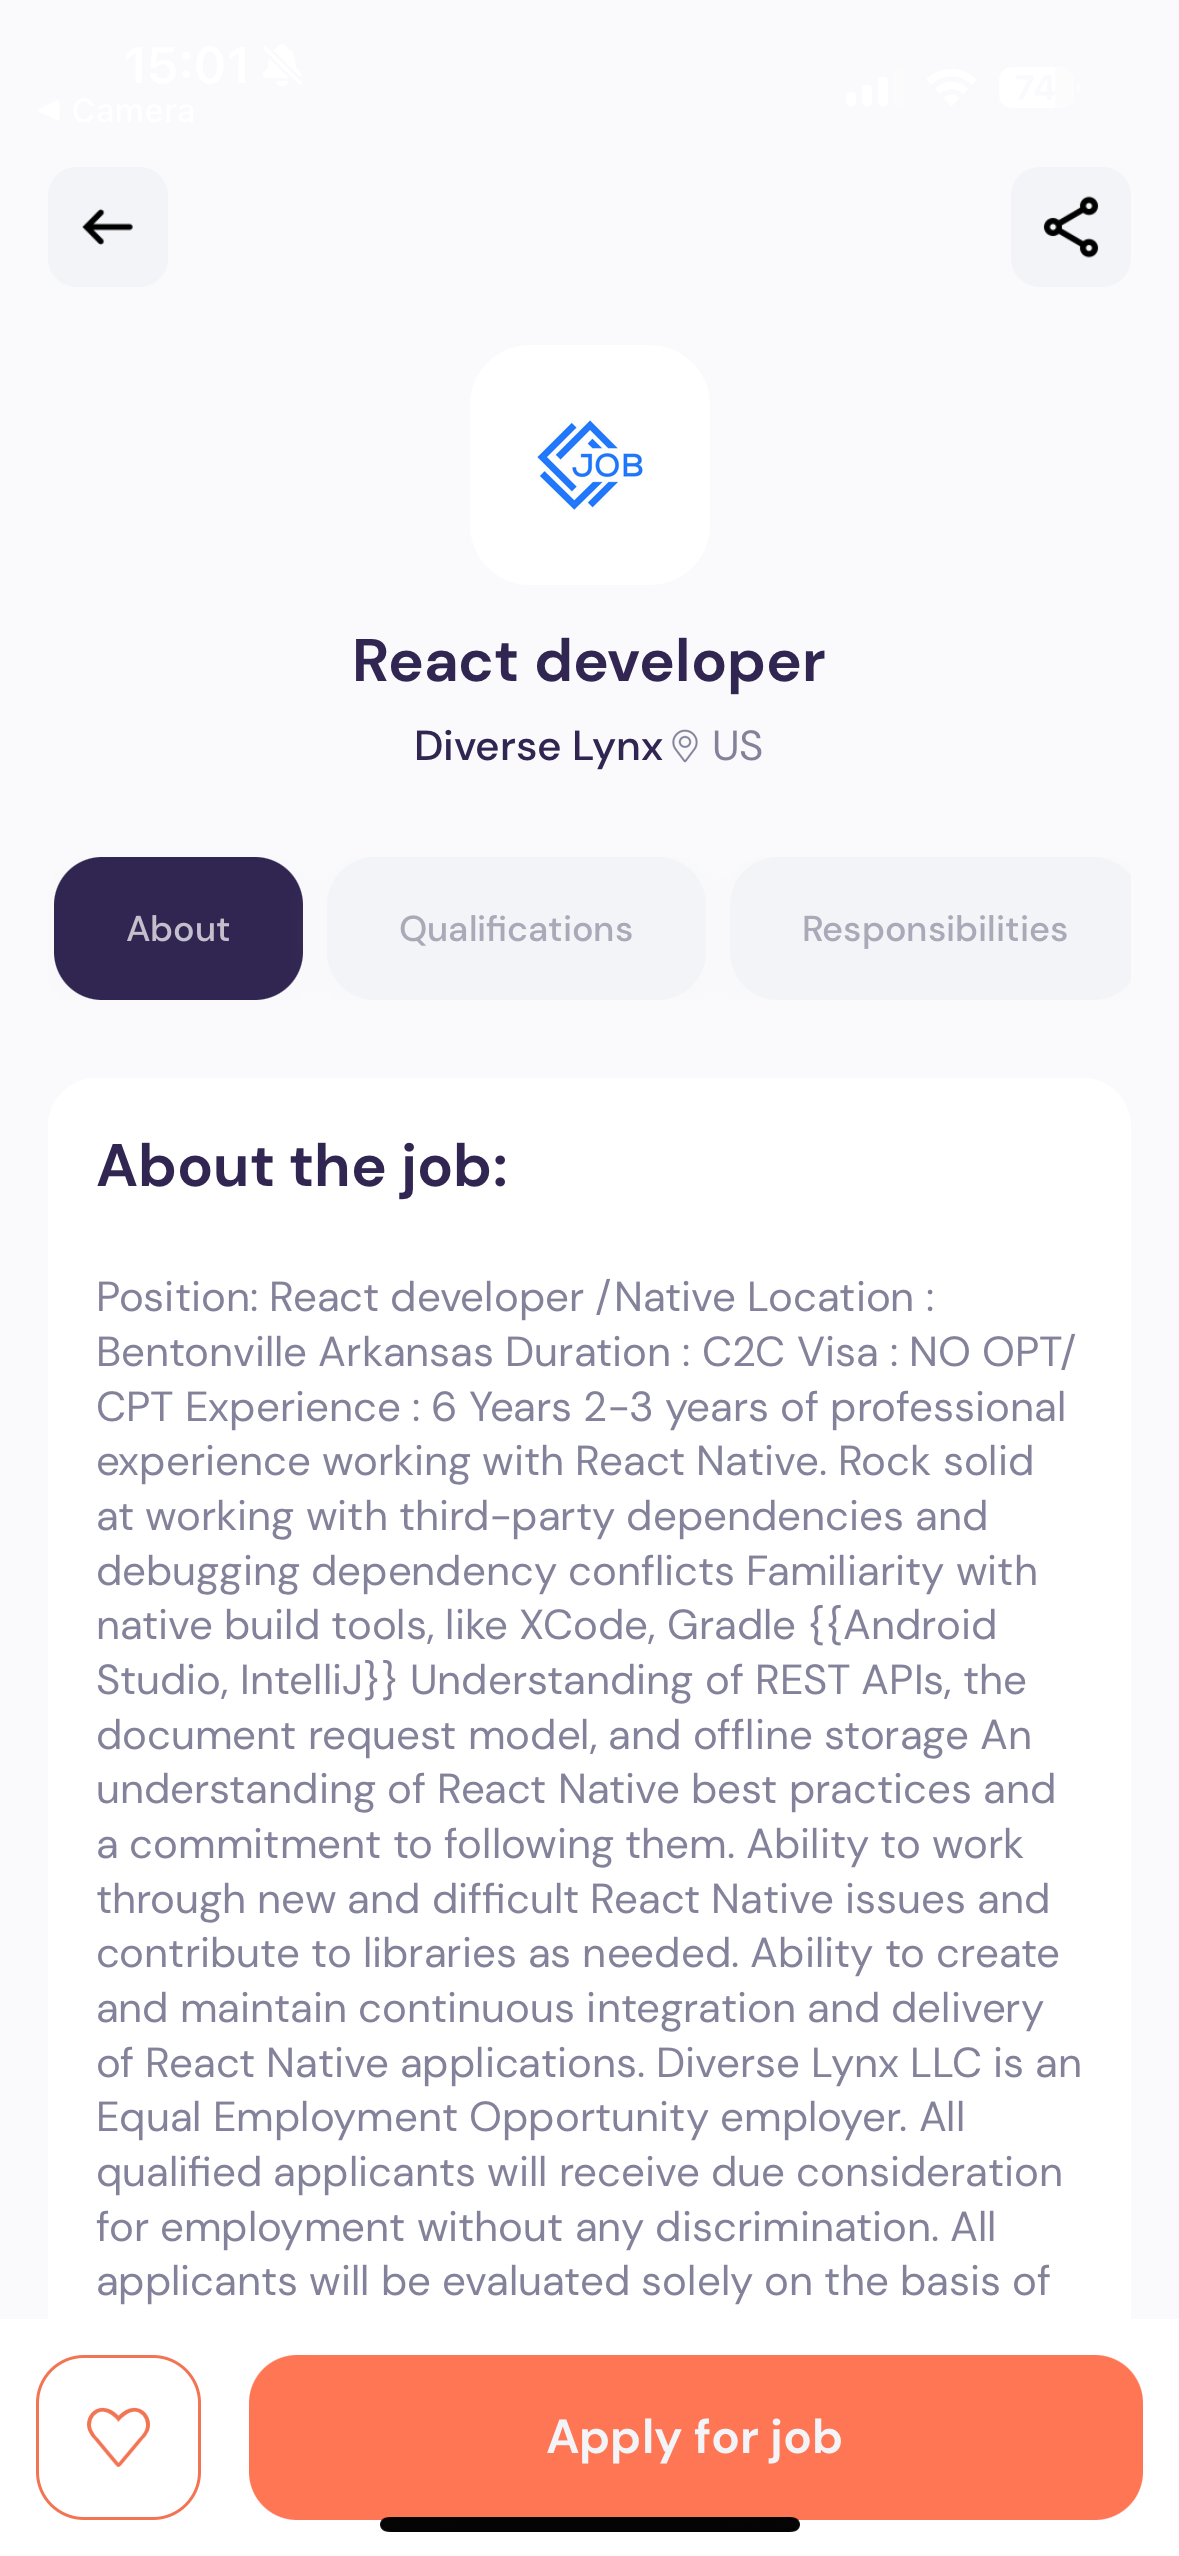 15:01
◀ Camera
74
JOB
React developer
Diverse Lynx US
About
Qualifications
Responsibilities
About the job:
Position: React developer /Native Location :
Bentonville Arkansas Duration : C2C Visa : NO OPT/
CPT Experience : 6 Years 2-3 years of professional
experience working with React Native. Rock solid
at working with third-party dependencies and
debugging dependency conflicts Familiarity with
native build tools, like XCode, Gradle {{Android
Studio, IntelliJ}} Understanding of REST APIs, the
document request model, and offline storage An
understanding of React Native best practices and
a commitment to following them. Ability to work
through new and difficult React Native issues and
contribute to libraries as needed. Ability to create
and maintain continuous integration and delivery
of React Native applications. Diverse Lynx LLC is an
Equal Employment Opportunity employer. All
qualified applicants will receive due consideration
for employment without any discrimination. All
applicants will be evaluated solely on the basis of
Apply for job